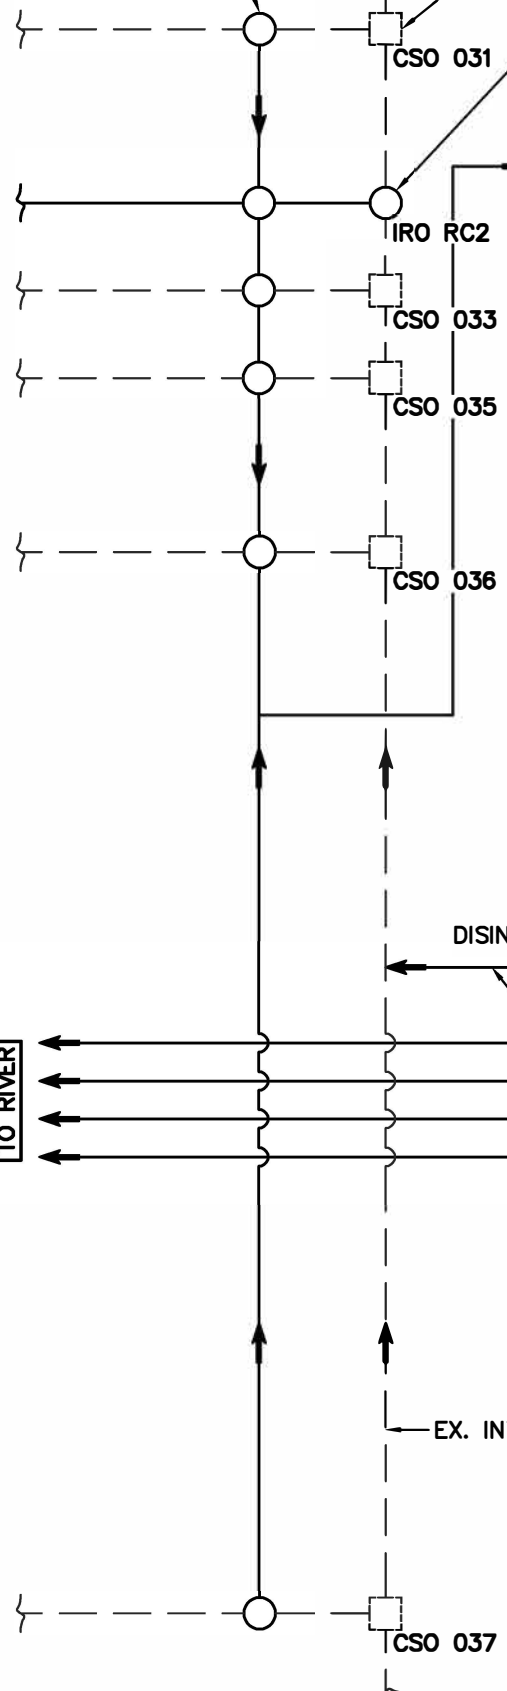 CSO 031
IRO RC2
CSO 033
CSO 035
CSO 036
DISIN
TO RIVER
EX. IN
CSO 037